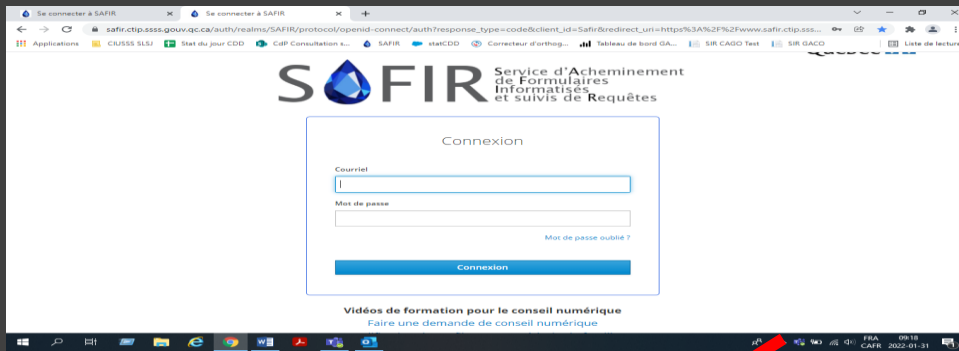 Se connecter à SAFIR
Se connecter à SAFIR
safir.ctip.ssss.gouv.qc.ca/auth/realms/SAFIR/protocol/openid-connect/auth?response_type=code&client_id=Safir&redirect_uri=https%3A%2F%2Fwww.safir.ctip.ssss...
Applications CIUSSS SLSJ Stat du jour CDD CdP Consultation s... SAFIR statCDD Correcteur d'orthog... Tableau de bord GA... SIR CAGO Test SIR GACO Liste de lecture
SAFIR
Service d'Acheminement
de Formulaires
Informatisés
et suivis de Requêtes
Connexion
Courriel
Mot de passe
Mot de passe oublié ?
Connexion
Vidéos de formation pour le conseil numérique
Faire une demande de conseil numérique
FRA 09:18
CAFR 2022-01-31